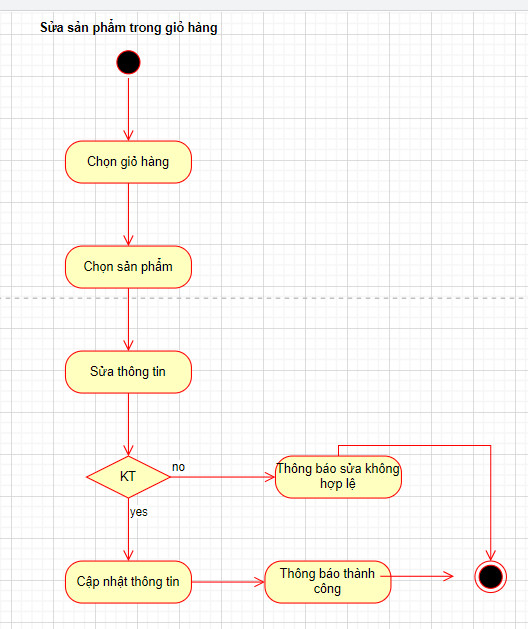 Sửa sản phẩm trong giỏ hàng
Chọn giỏ hàng
Chọn sản phẩm
Sửa thông tin
KT
no
Thông báo sửa không
hợp lệ
yes
Cập nhật thông tin
Thông báo thành
công